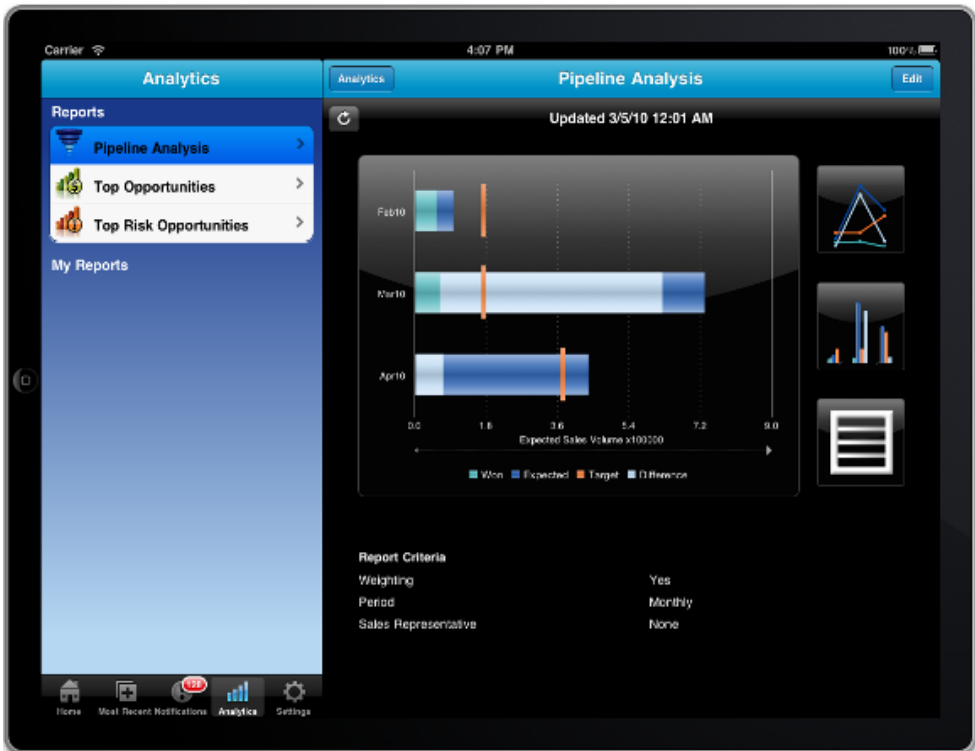 Carrier 4:07 PM 100%
Analytics
Analytics Pipeline Analysis Edit
Reports
Pipeline Analysis
Top Opportunities
Top Risk Opportunities
My Reports
Updated 3/5/10 12:01 AM
Feb10
Mar10
Apr10
0.0 1.8 3.6 5.4 7.2 9.0
Expected Sales Volume x100000
Won Expected Target Difference
Report Criteria
Weighting Yes
Period Monthly
Sales Representative None
128
Home Most Recent Notifications Analytics Settings